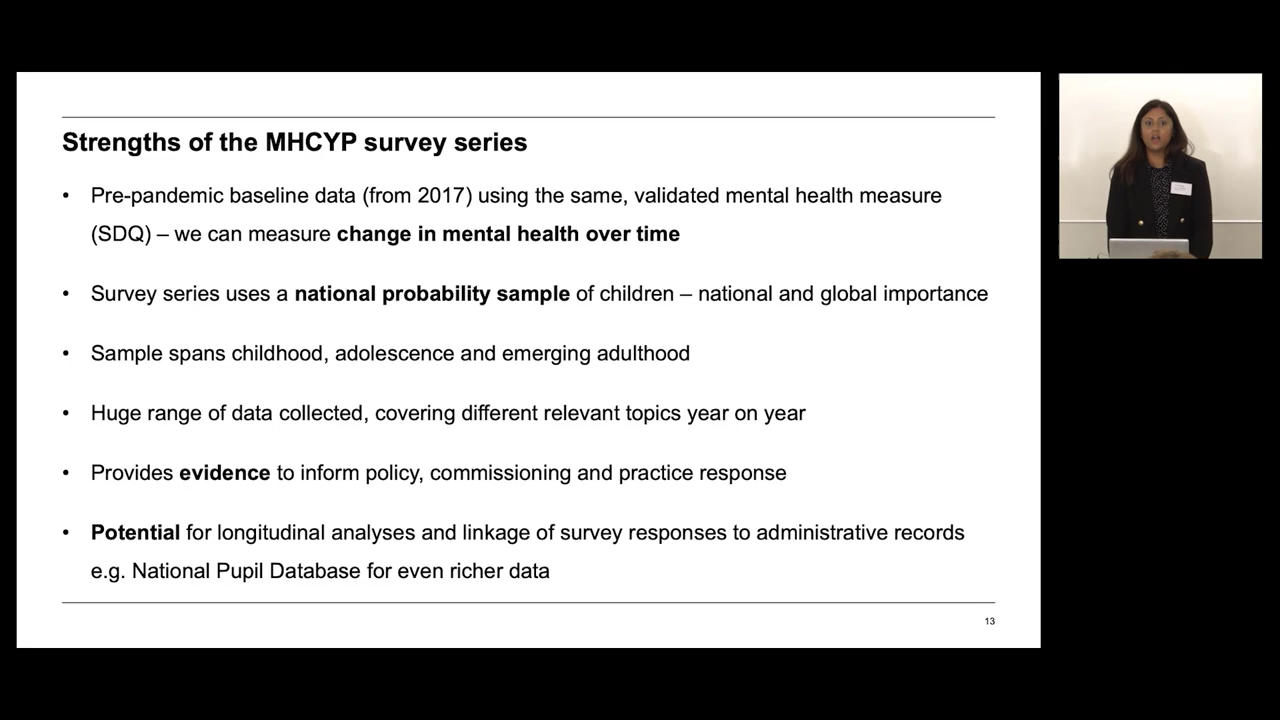 Strengths of the MHCYP survey series
• Pre-pandemic baseline data (from 2017) using the same, validated mental health measure
(SDQ) – we can measure change in mental health over time
• Survey series uses a national probability sample of children – national and global importance
• Sample spans childhood, adolescence and emerging adulthood
• Huge range of data collected, covering different relevant topics year on year
• Provides evidence to inform policy, commissioning and practice response
• Potential for longitudinal analyses and linkage of survey responses to administrative records
e.g. National Pupil Database for even richer data
13